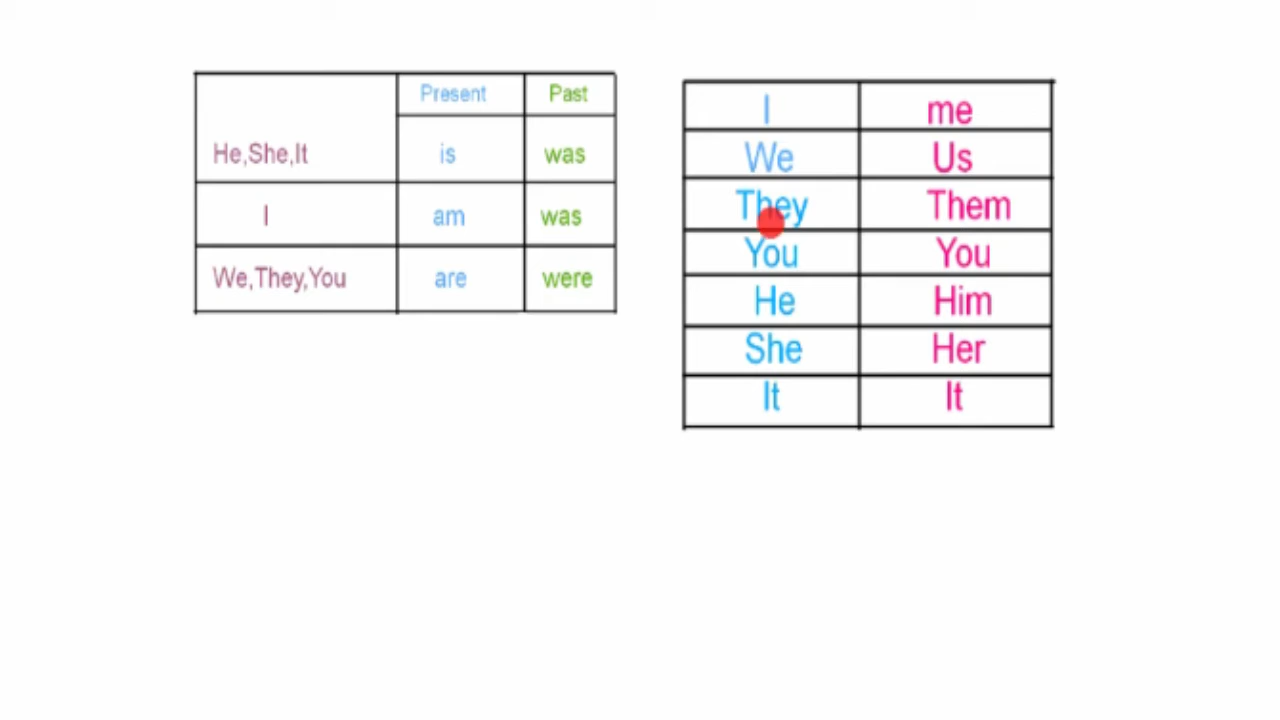 Present Past
He,She,It is was
I am was
We,They,You are were
I me
We Us
They Them
You You
He Him
She Her
It It